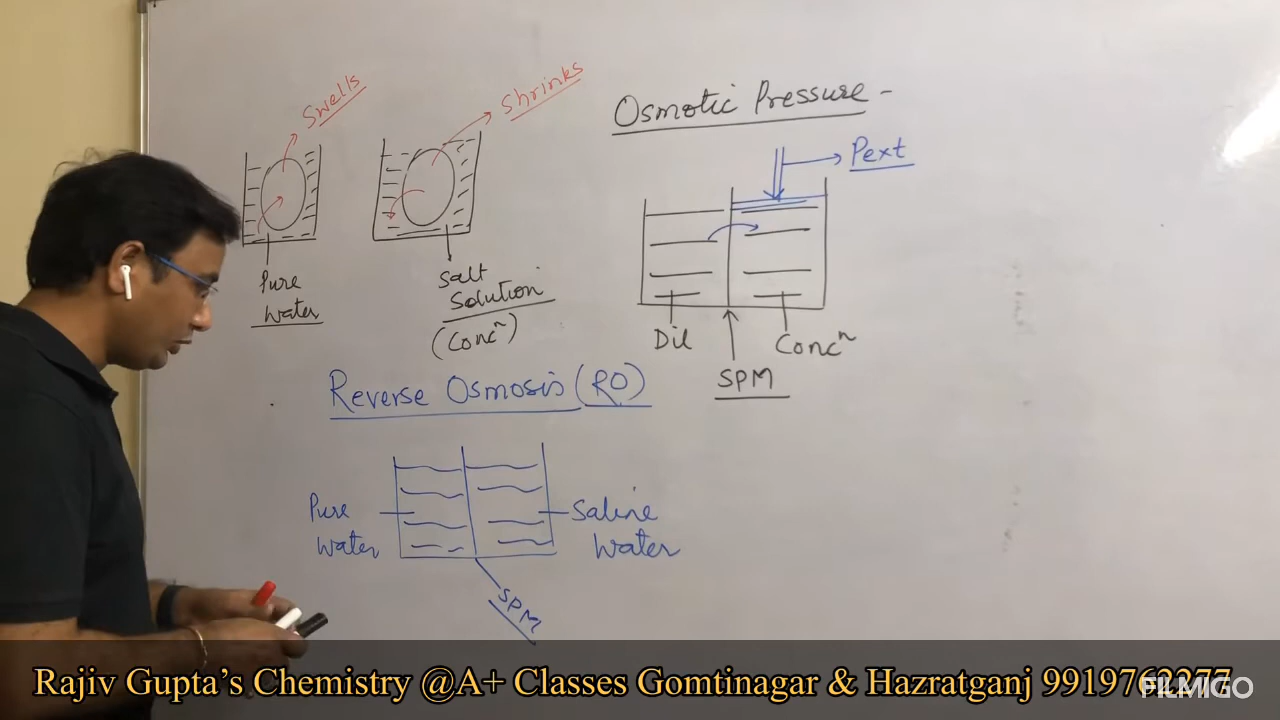 Swells
Shrinks
Osmotic Pressure -
Pext
Pure
Water
Salt
Solution
(Concⁿ)
Dil
Concⁿ
SPM
Reverse Osmosis (RO)
Pure
Water
Saline
Water
SPM
Rajiv Gupta's Chemistry @A+ Classes Gomtinagar & Hazratganj 9919762277
FILMIGO